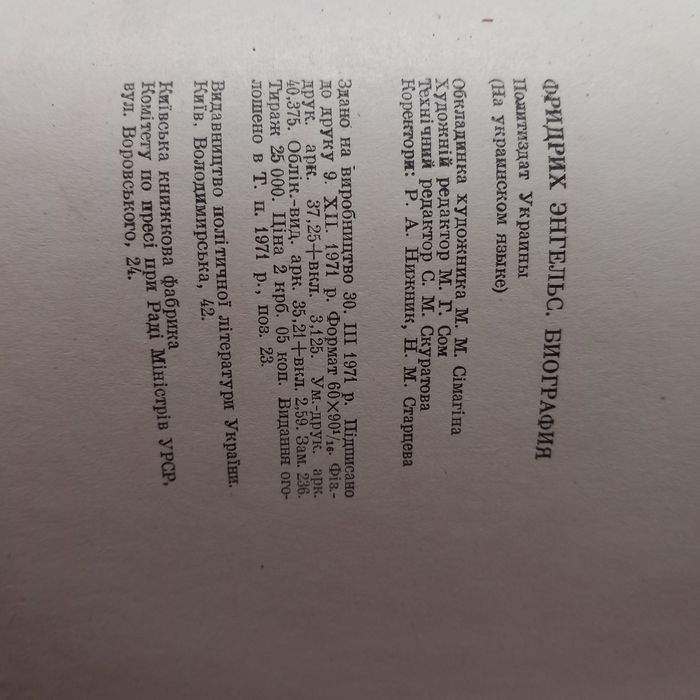 ФРИДРИХ ЭНГЕЛЬС. БИОГРАФИЯ
Политиздат Украины
(На украинском языке)
Обкладинка художника М. М. Сімагіна
Художній редактор М. Г. Сом
Технічний редактор С. М. Скуратова
Коректори: Р. А. Нижник, Н. М. Старцева
Здано на виробництво 30. III 1971 р. Підписано
до друку 9. XII. 1971 р. Формат 60×90¹/₁₆. Фіз.-
друк. арк. 37,25+вкл. 3,125. Ум.-друк. арк.
40,375. Облік.-вид. арк. 35,21+вкл. 2,59. Зам. 236.
Тираж 25 000. Ціна 2 крб. 05 коп. Видання ого-
лошено в Т. п. 1971 р., поз. 23.
Видавництво політичної літератури України.
Київ, Володимирська, 42.
Київська книжкова фабрика
Комітету по пресі при Раді Міністрів УРСР,
вул. Воровського, 24.